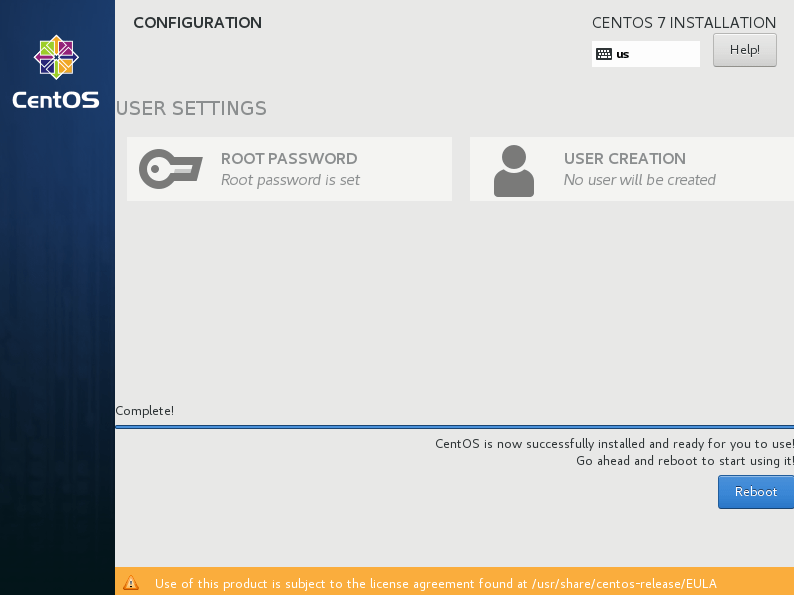 CONFIGURATION
CENTOS 7 INSTALLATION
us
Help!
CentOS
USER SETTINGS
ROOT PASSWORD
Root password is set
USER CREATION
No user will be created
Complete!
CentOS is now successfully installed and ready for you to use!
Go ahead and reboot to start using it!
Reboot
Use of this product is subject to the license agreement found at /usr/share/centos-release/EULA